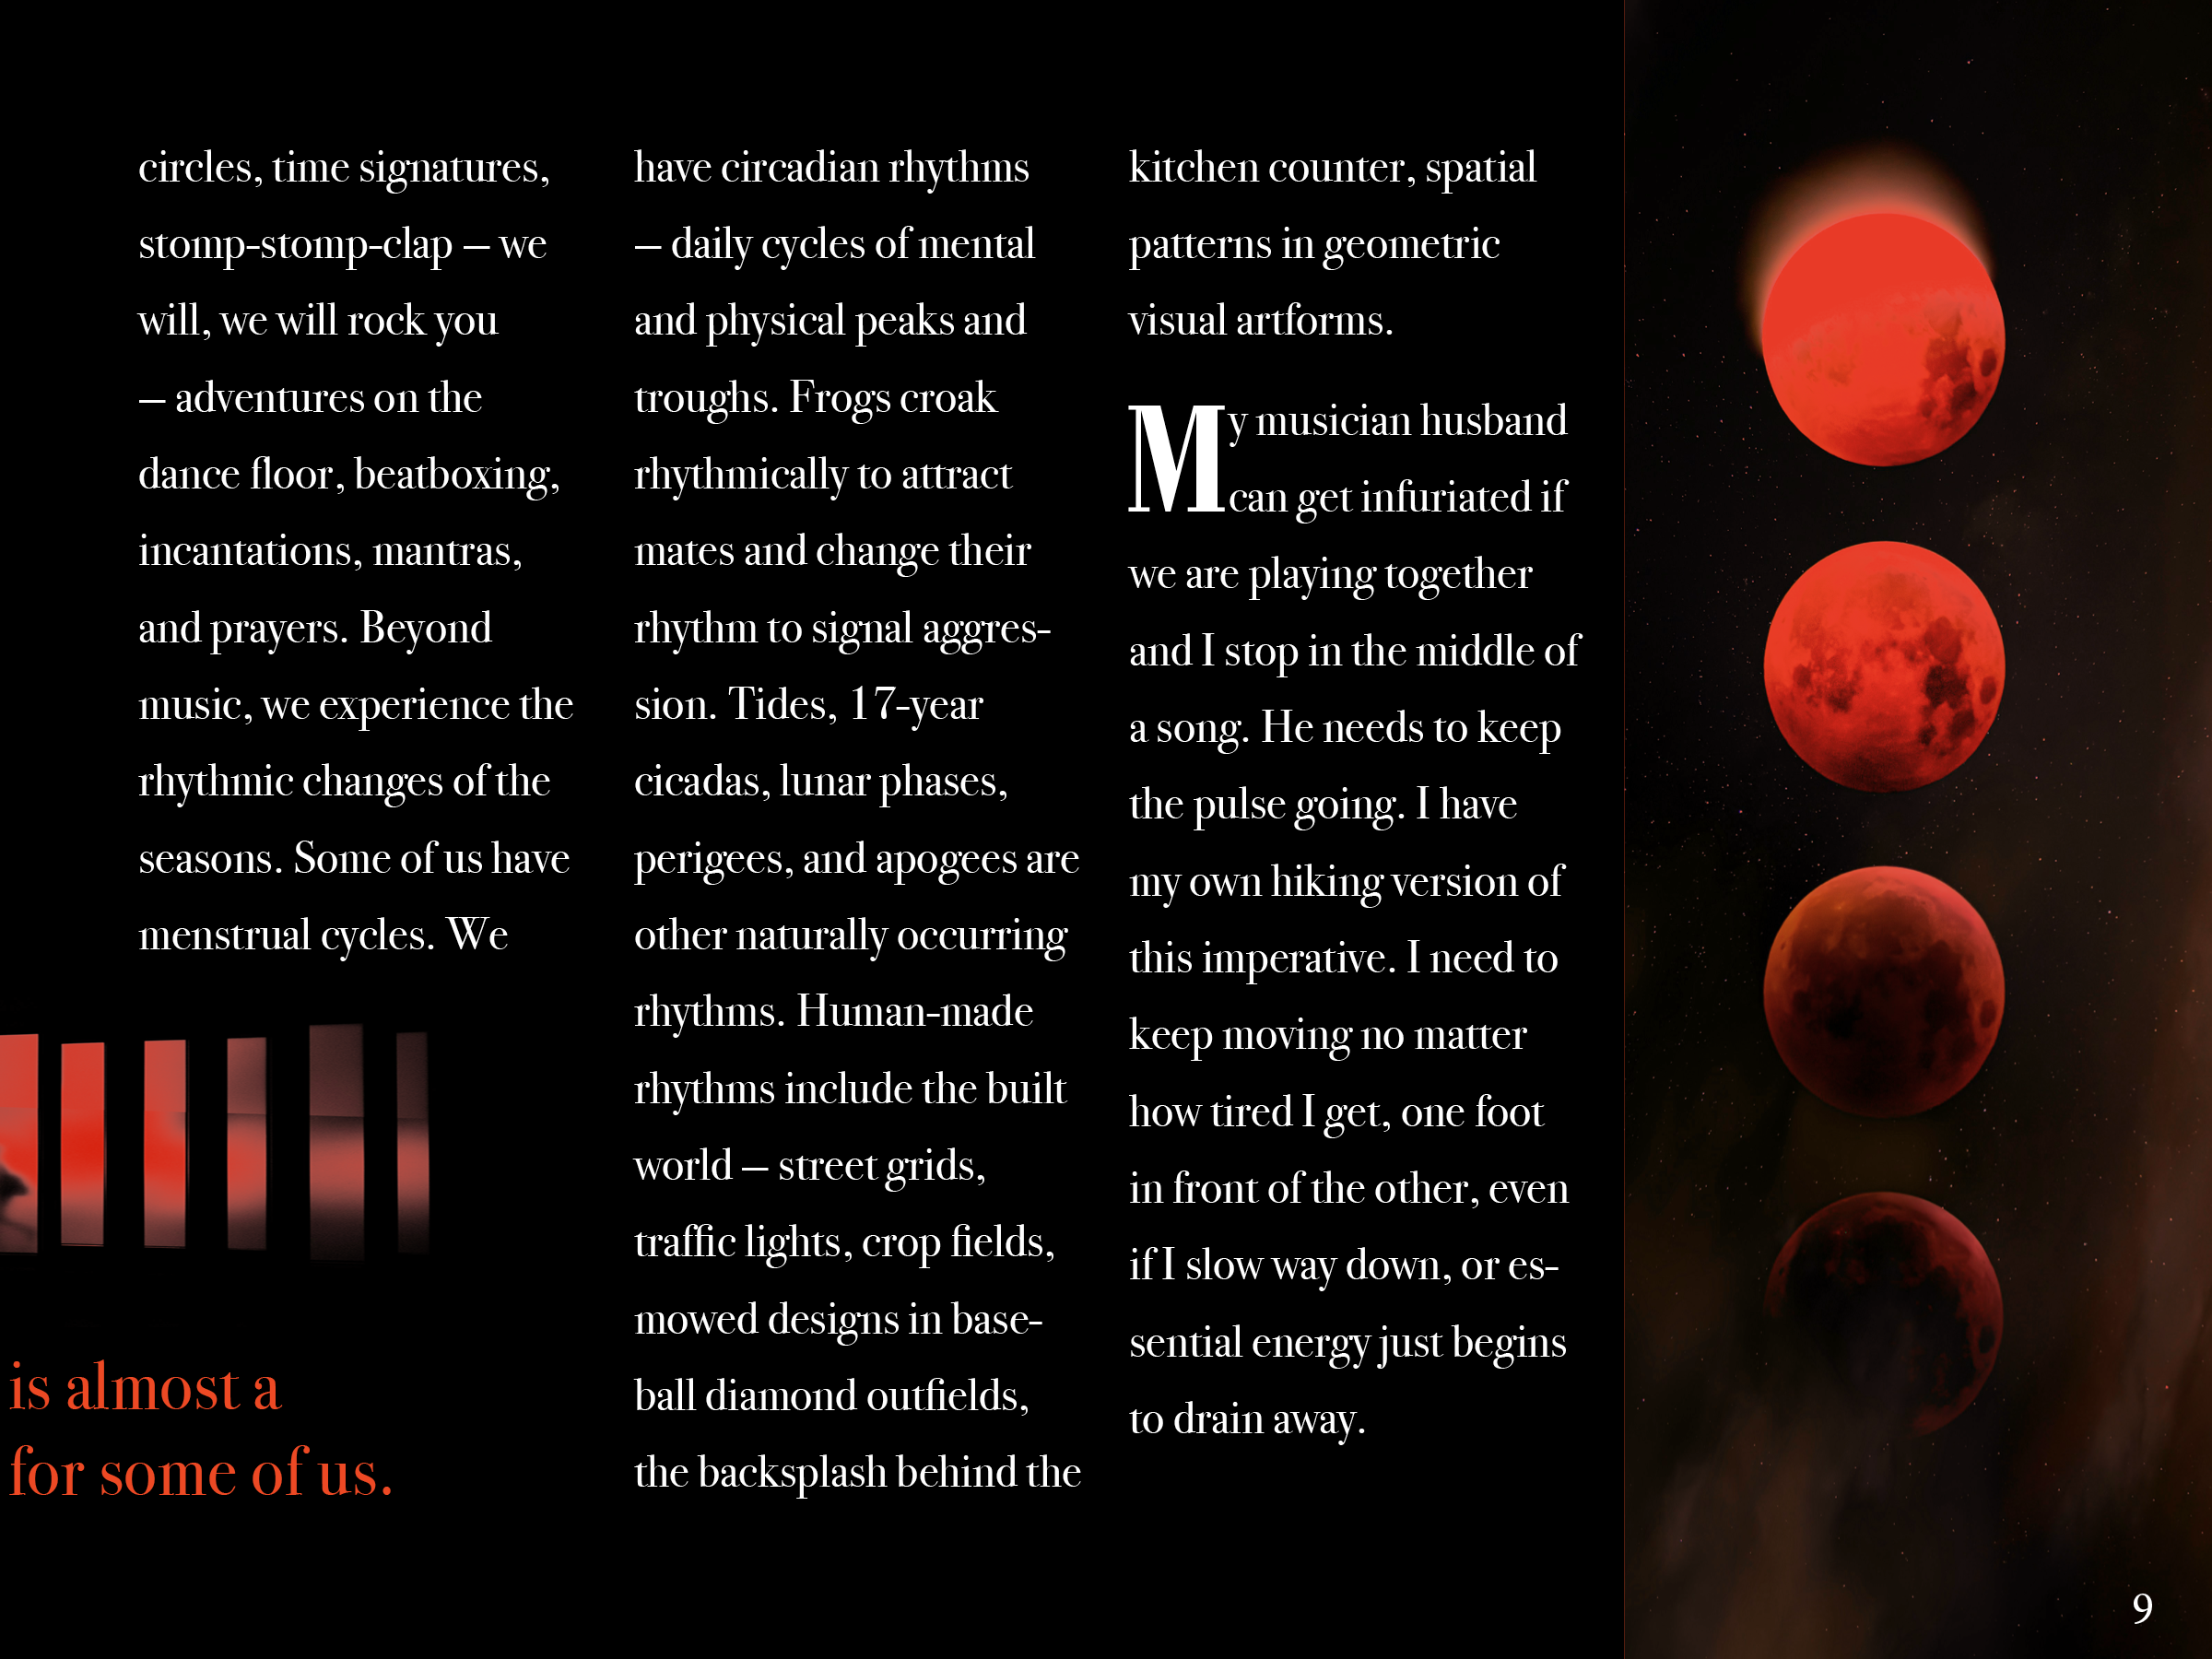 circles, time signatures,
stomp-stomp-clap — we
will, we will rock you
— adventures on the
dance floor, beatboxing,
incantations, mantras,
and prayers. Beyond
music, we experience the
rhythmic changes of the
seasons. Some of us have
menstrual cycles. We
is almost a
for some of us.
have circadian rhythms
— daily cycles of mental
and physical peaks and
troughs. Frogs croak
rhythmically to attract
mates and change their
rhythm to signal aggres-
sion. Tides, 17-year
cicadas, lunar phases,
perigees, and apogees are
other naturally occurring
rhythms. Human-made
rhythms include the built
world — street grids,
traffic lights, crop fields,
mowed designs in base-
ball diamond outfields,
the backsplash behind the
kitchen counter, spatial
patterns in geometric
visual artforms.
My musician husband
can get infuriated if
we are playing together
and I stop in the middle of
a song. He needs to keep
the pulse going. I have
my own hiking version of
this imperative. I need to
keep moving no matter
how tired I get, one foot
in front of the other, even
if I slow way down, or es-
sential energy just begins
to drain away.
9